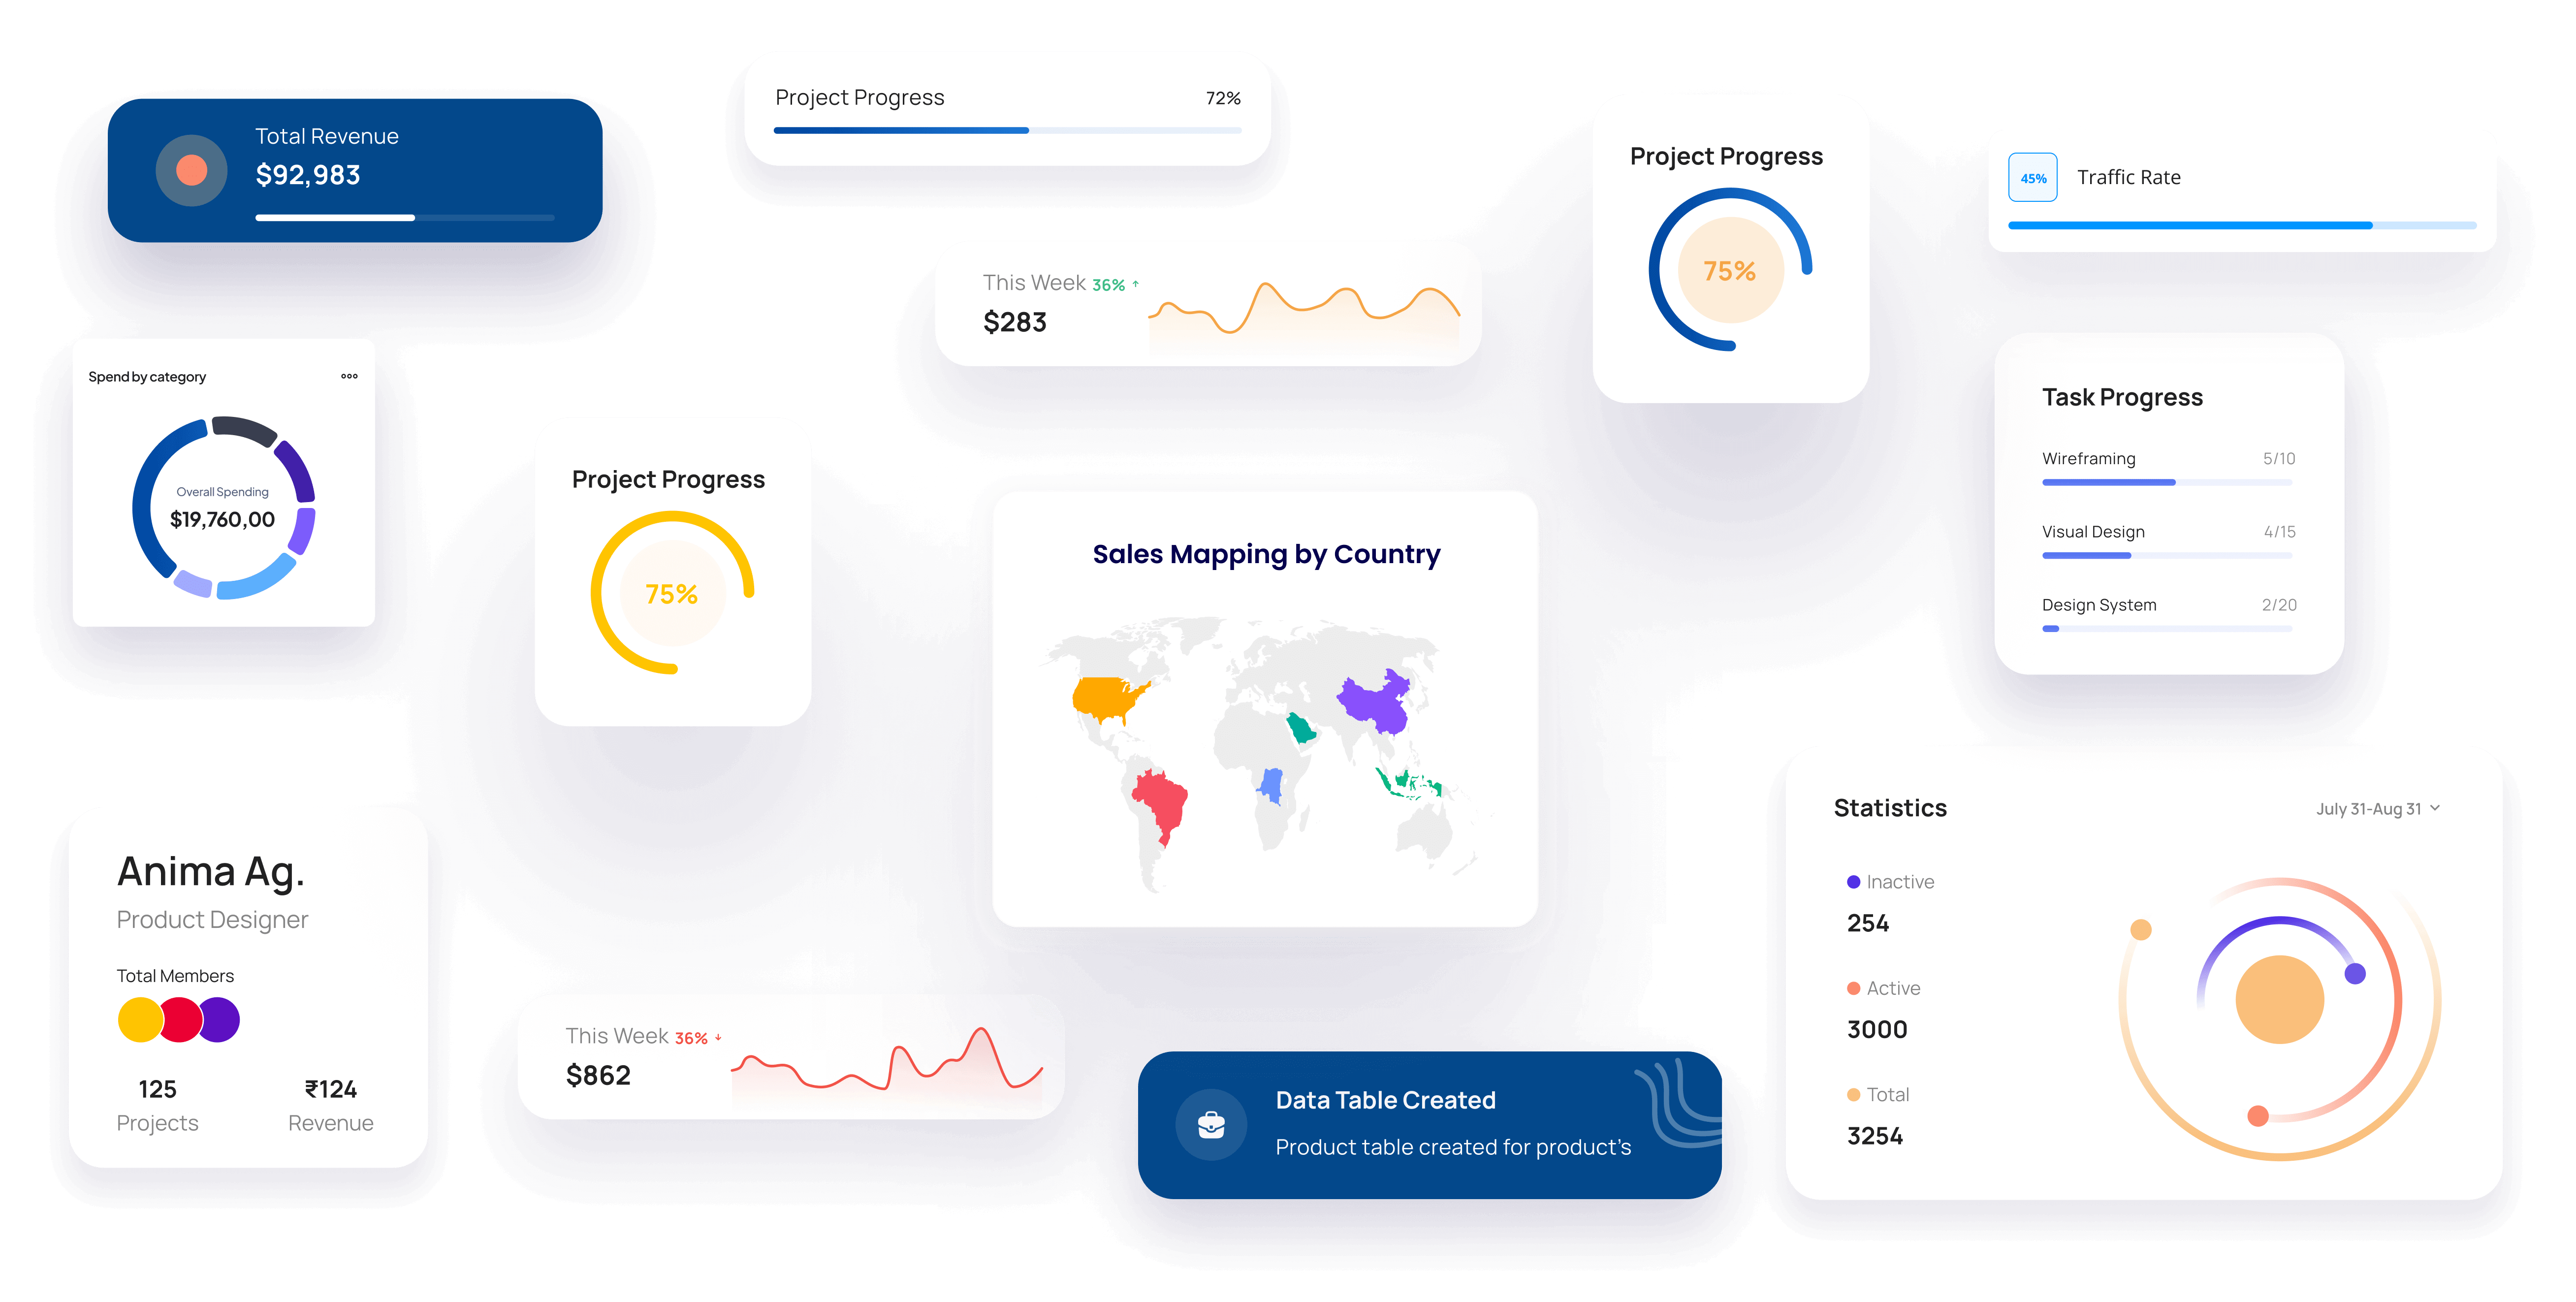 Total Revenue
$92,983
Project Progress 72%
Project Progress
75%
45% Traffic Rate
This Week 36% ↑
$283
Spend by category
Overall Spending
$19,760,00
Project Progress
75%
Sales Mapping by Country
Task Progress
Wireframing 5/10
Visual Design 4/15
Design System 2/20
Anima Ag.
Product Designer
Total Members
125 ₹124
Projects Revenue
This Week 36% ↓
$862
Data Table Created
Product table created for product's
Statistics July 31-Aug 31
Inactive
254
Active
3000
Total
3254